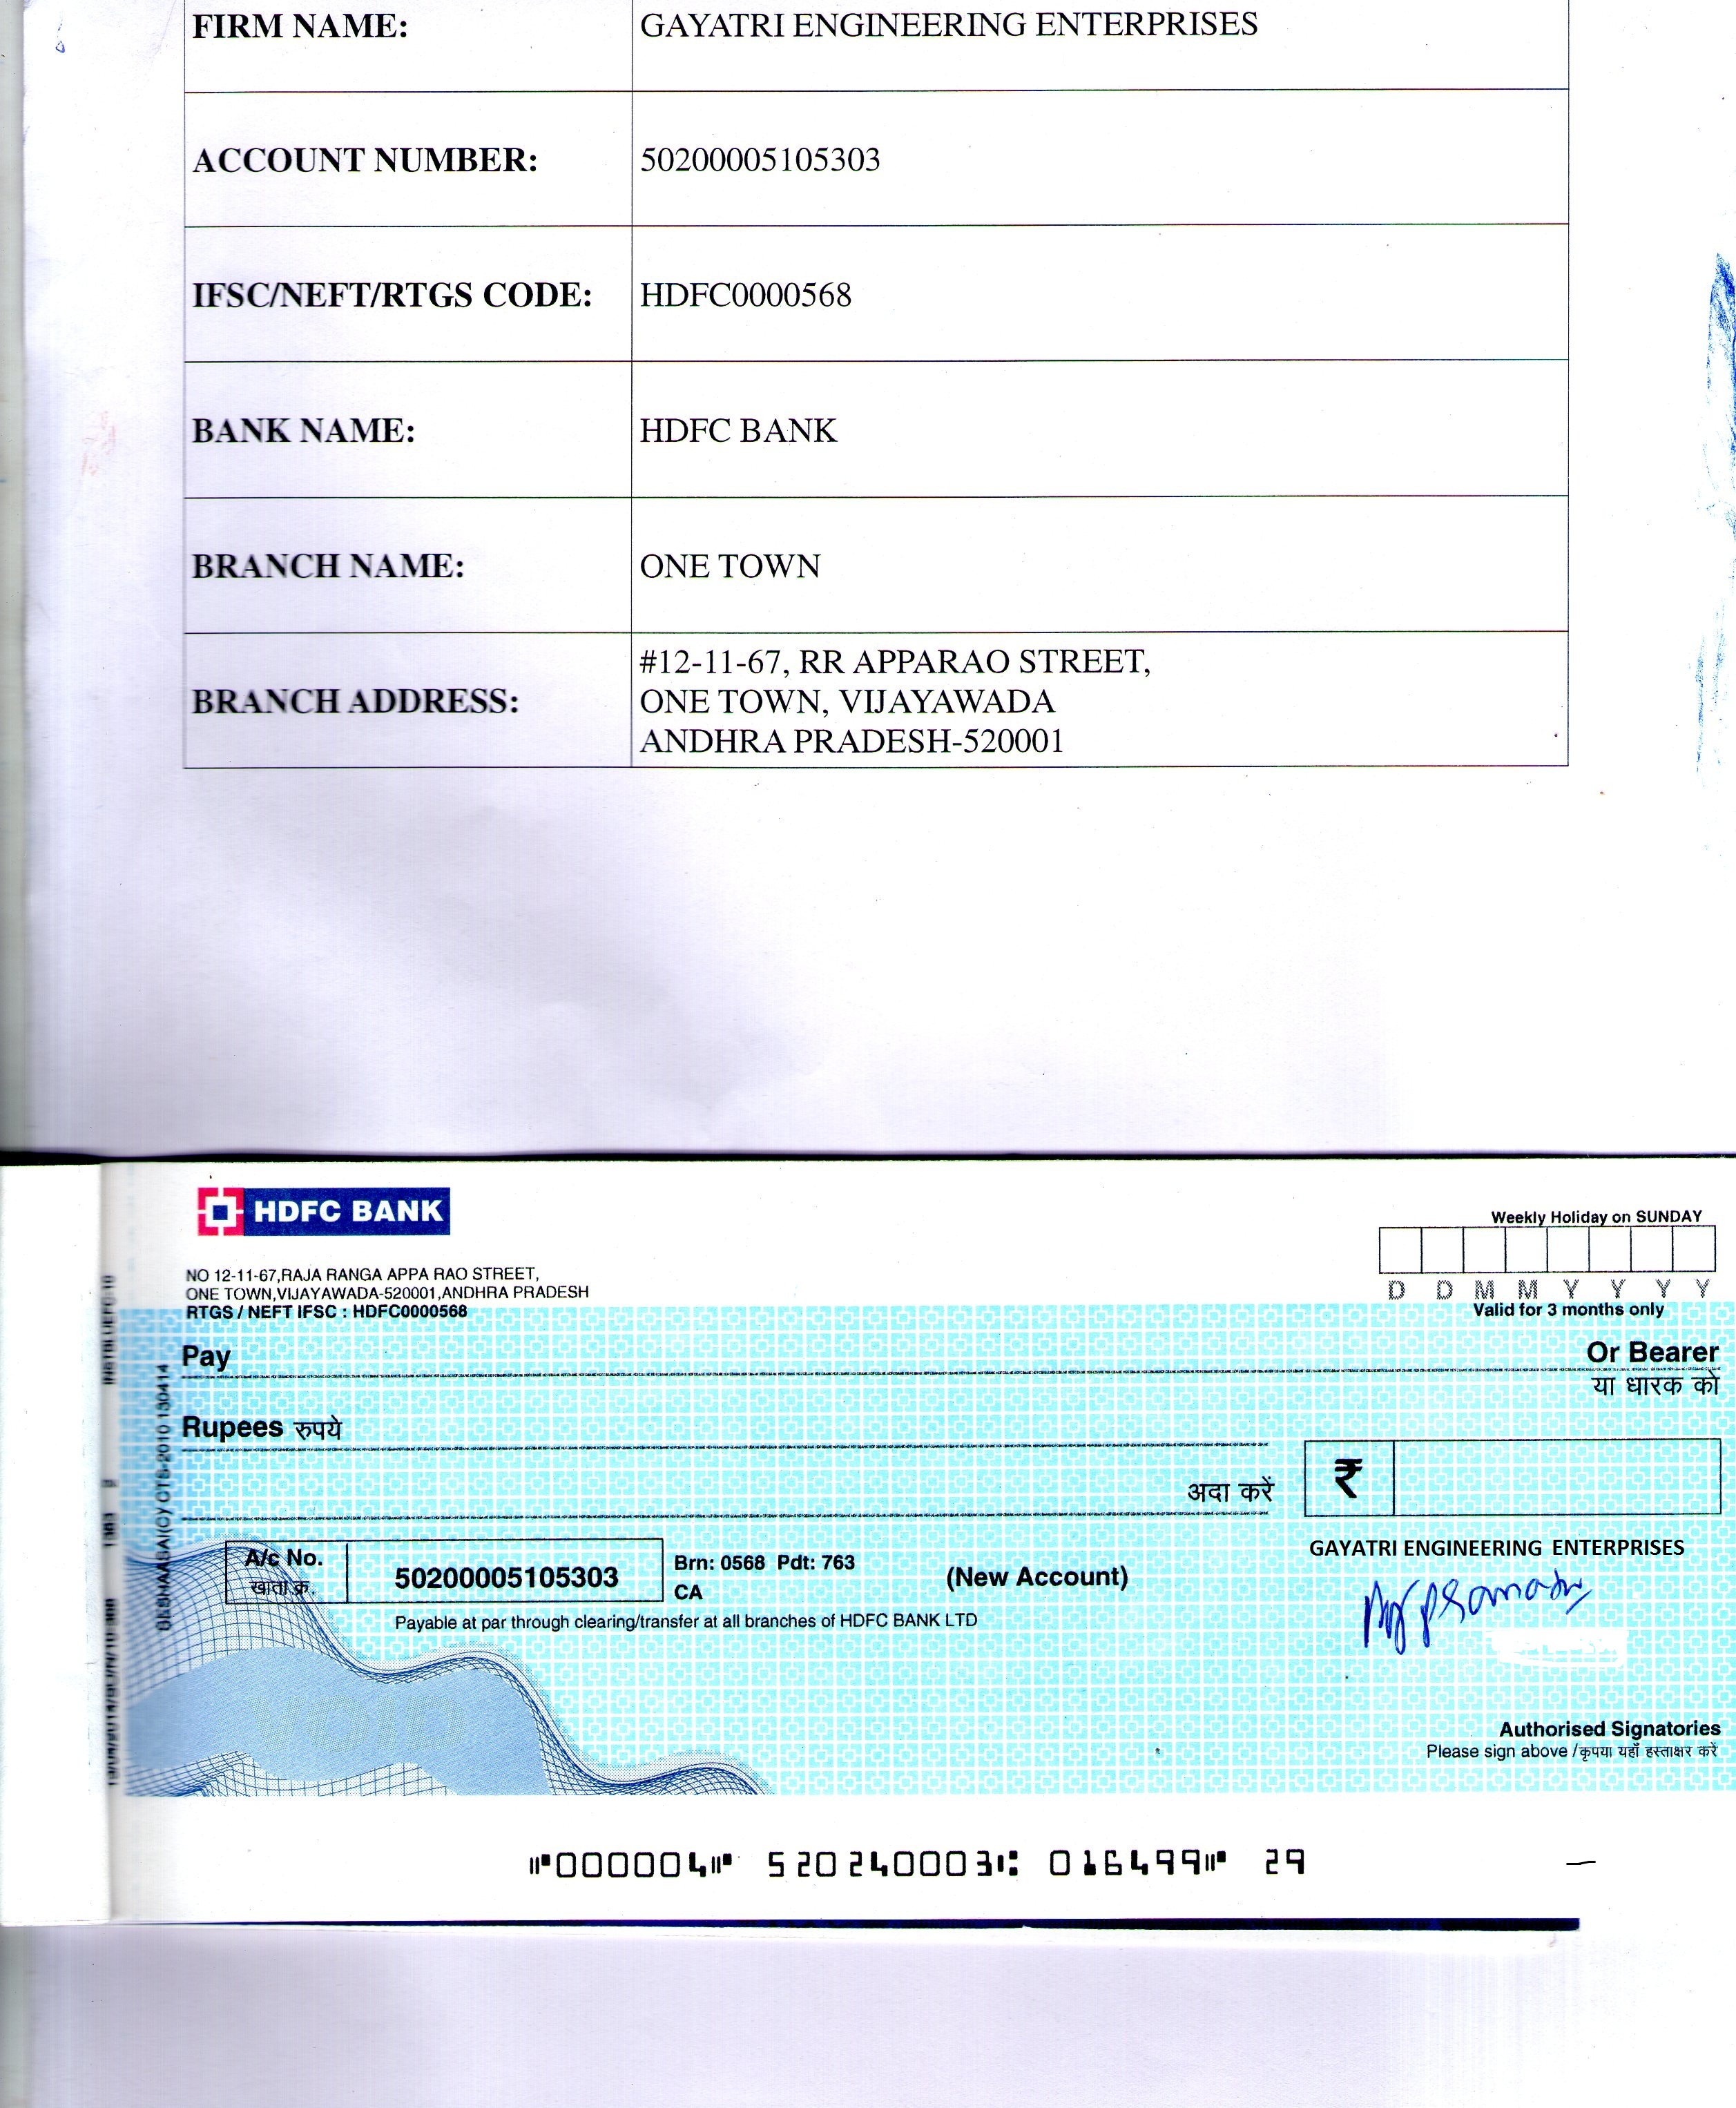 FIRM NAME: GAYATRI ENGINEERING ENTERPRISES
ACCOUNT NUMBER: 50200005105303
IFSC/NEFT/RTGS CODE: HDFC0000568
BANK NAME: HDFC BANK
BRANCH NAME: ONE TOWN
BRANCH ADDRESS: #12-11-67, RR APPARAO STREET,
ONE TOWN, VIJAYAWADA
ANDHRA PRADESH-520001
HDFC BANK
Weekly Holiday on SUNDAY
NO 12-11-67,RAJA RANGA APPA RAO STREET,
ONE TOWN,VIJAYAWADA-520001,ANDHRA PRADESH
RTGS / NEFT IFSC : HDFC0000568
D D M M Y Y Y Y
Valid for 3 months only
Pay
Or Bearer
या धारक को
Rupees रुपये
अदा करें
₹
A/c No.
खाता क्र.
50200005105303
Brn: 0568 Pdt: 763
CA
(New Account)
GAYATRI ENGINEERING ENTERPRISES
Payable at par through clearing/transfer at all branches of HDFC BANK LTD
VOID
Authorised Signatories
Please sign above /कृपया यहाँ हस्ताक्षर करें
CTS-2010 130414
⑈000004⑈ 520240003⑆ 016499⑈ 29